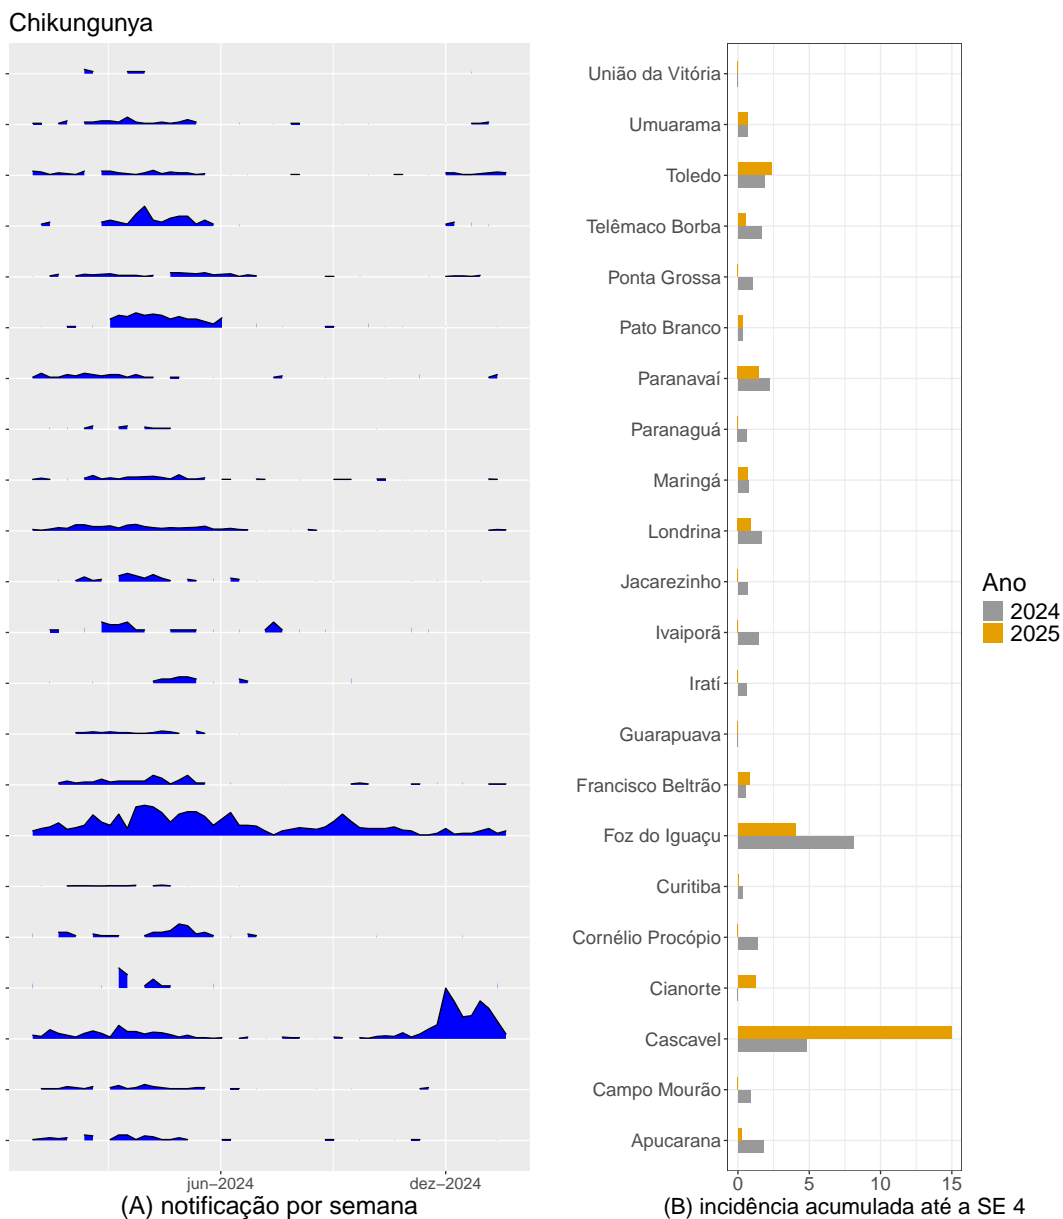 Chikungunya
União da Vitória
Umuarama
Toledo
Telêmaco Borba
Ponta Grossa
Pato Branco
Paranavaí
Paranaguá
Maringá
Londrina
Jacarezinho
Ivaiporã
Iratí
Guarapuava
Francisco Beltrão
Foz do Iguaçu
Curitiba
Cornélio Procópio
Cianorte
Cascavel
Campo Mourão
Apucarana
Ano
2024
2025
jun−2024 dez−2024
0 5 10 15
(A) notificação por semana
(B) incidência acumulada até a SE 4